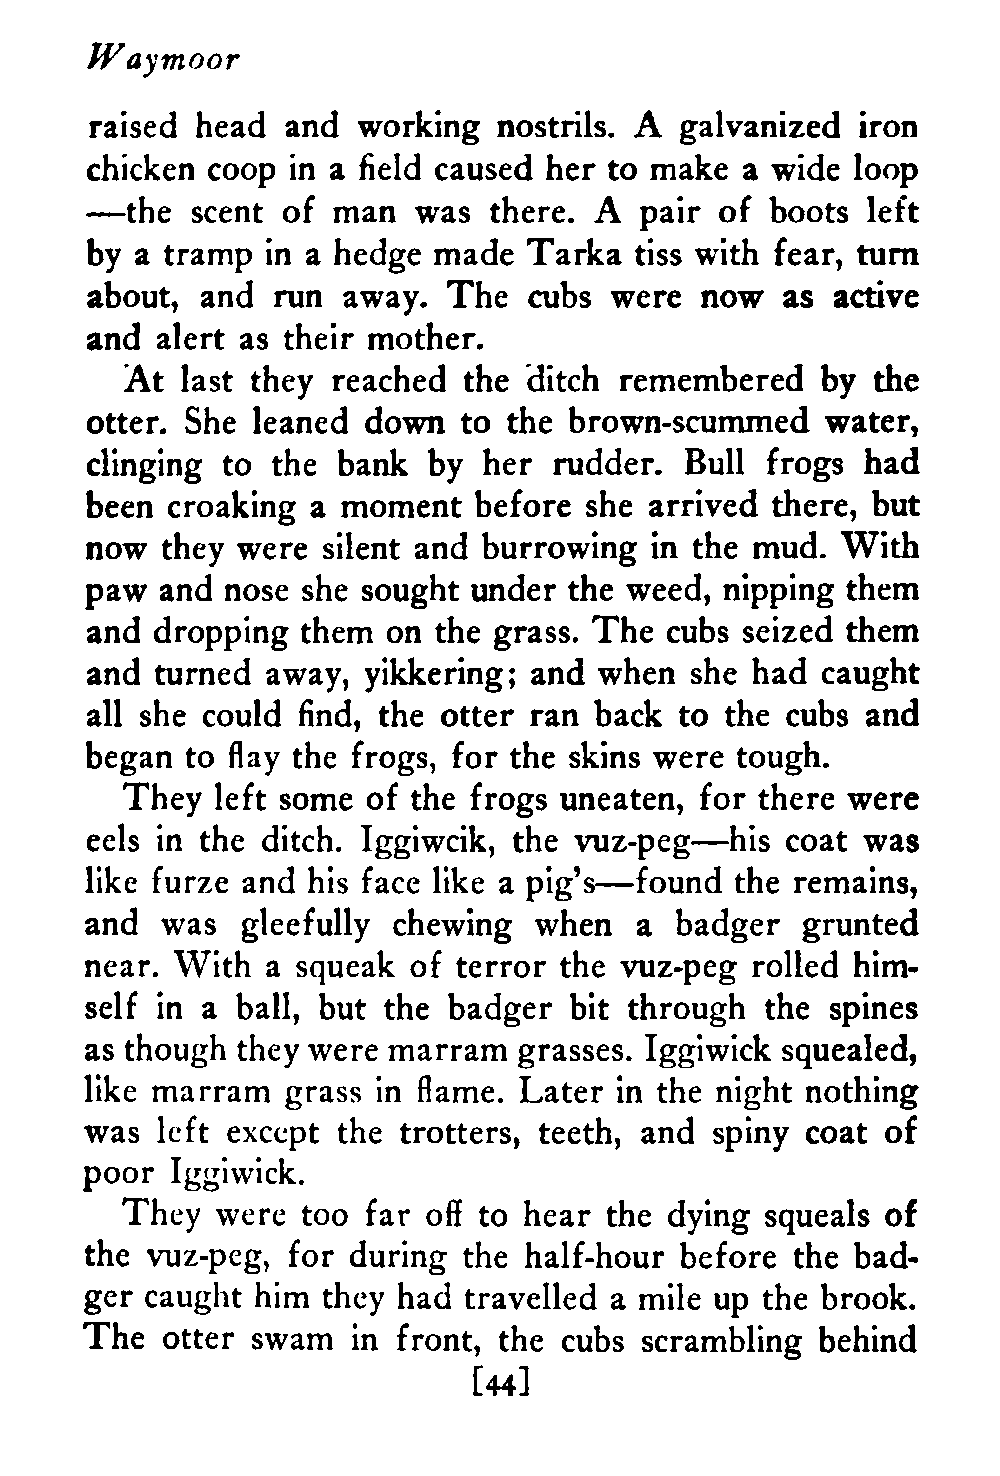 Waymoor
raised head and working nostrils. A galvanized iron
chicken coop in a field caused her to make a wide loop
—the scent of man was there. A pair of boots left
by a tramp in a hedge made Tarka tiss with fear, turn
about, and run away. The cubs were now as active
and alert as their mother.
At last they reached the ditch remembered by the
otter. She leaned down to the brown-scummed water,
clinging to the bank by her rudder. Bull frogs had
been croaking a moment before she arrived there, but
now they were silent and burrowing in the mud. With
paw and nose she sought under the weed, nipping them
and dropping them on the grass. The cubs seized them
and turned away, yikkering; and when she had caught
all she could find, the otter ran back to the cubs and
began to flay the frogs, for the skins were tough.
They left some of the frogs uneaten, for there were
eels in the ditch. Iggiwcik, the vuz-peg—his coat was
like furze and his face like a pig's—found the remains,
and was gleefully chewing when a badger grunted
near. With a squeak of terror the vuz-peg rolled him-
self in a ball, but the badger bit through the spines
as though they were marram grasses. Iggiwick squealed,
like marram grass in flame. Later in the night nothing
was left except the trotters, teeth, and spiny coat of
poor Iggiwick.
They were too far off to hear the dying squeals of
the vuz-peg, for during the half-hour before the bad-
ger caught him they had travelled a mile up the brook.
The otter swam in front, the cubs scrambling behind
[44]